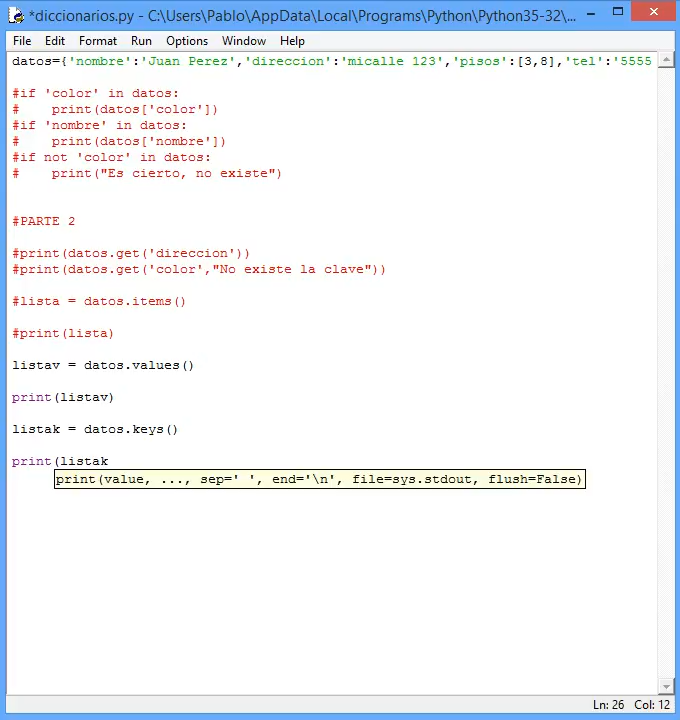 *diccionarios.py - C:\Users\Pablo\AppData\Local\Programs\Python\Python35-32\...
File Edit Format Run Options Window Help
datos={'nombre':'Juan Perez','direccion':'micalle 123','pisos':[3,8],'tel':'5555
#if 'color' in datos:
#    print(datos['color'])
#if 'nombre' in datos:
#    print(datos['nombre'])
#if not 'color' in datos:
#    print("Es cierto, no existe")
#PARTE 2
#print(datos.get('direccion'))
#print(datos.get('color',"No existe la clave"))
#lista = datos.items()
#print(lista)
listav = datos.values()
print(listav)
listak = datos.keys()
print(listak
print(value, ..., sep=' ', end='\n', file=sys.stdout, flush=False)
Ln: 26 Col: 12